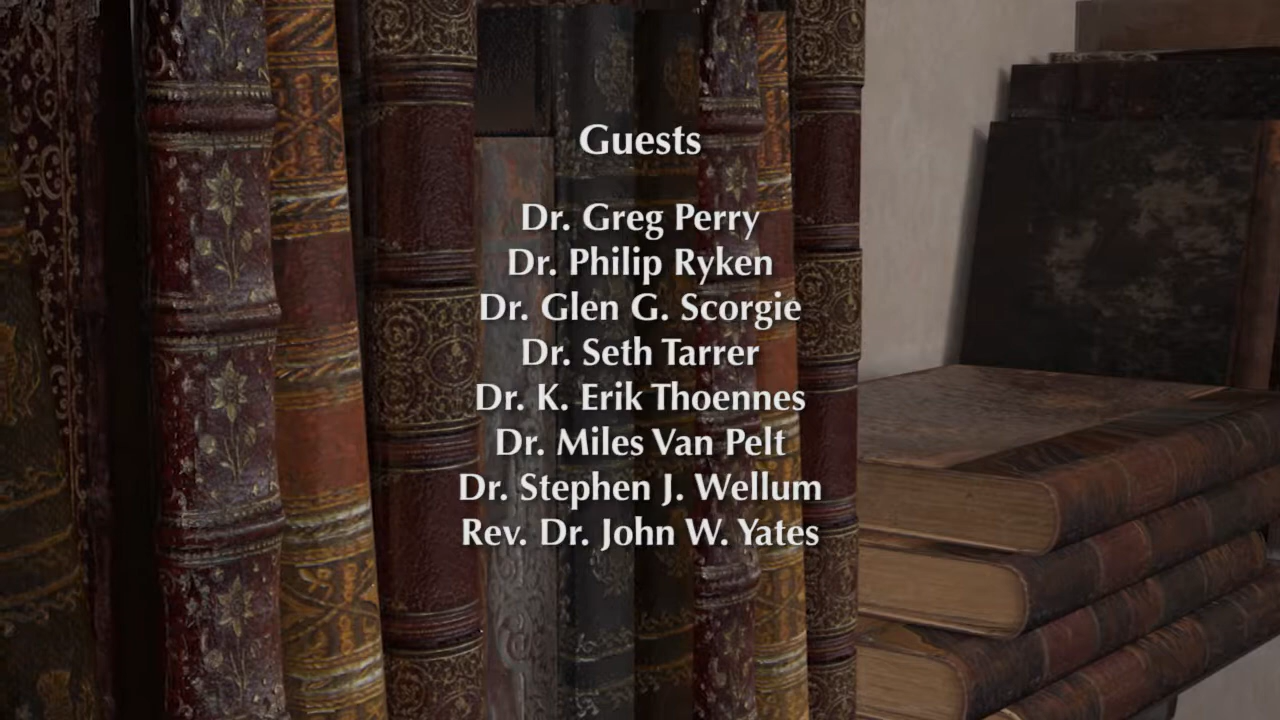 Guests
Dr. Greg Perry
Dr. Philip Ryken
Dr. Glen G. Scorgie
Dr. Seth Tarrer
Dr. K. Erik Thoennes
Dr. Miles Van Pelt
Dr. Stephen J. Wellum
Rev. Dr. John W. Yates